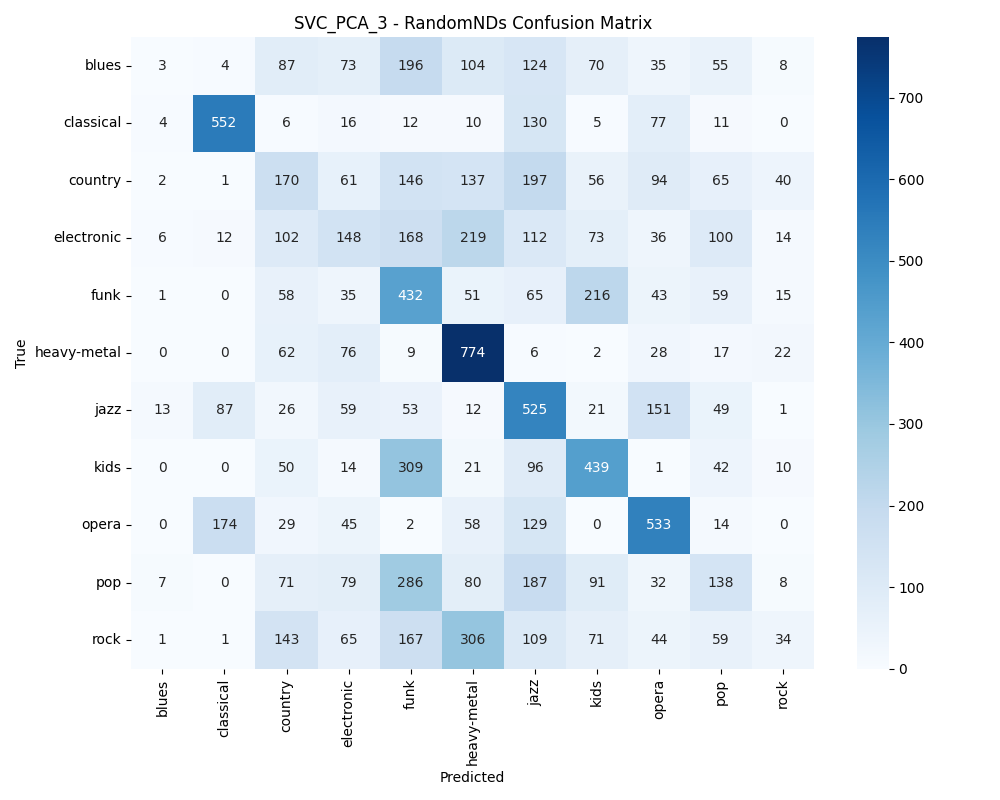 SVC_PCA_3 - RandomNDs Confusion Matrix
blues 3 4 87 73 196 104 124 70 35 55 8
classical 4 552 6 16 12 10 130 5 77 11 0
country 2 1 170 61 146 137 197 56 94 65 40
electronic 6 12 102 148 168 219 112 73 36 100 14
funk 1 0 58 35 432 51 65 216 43 59 15
heavy-metal 0 0 62 76 9 774 6 2 28 17 22
jazz 13 87 26 59 53 12 525 21 151 49 1
kids 0 0 50 14 309 21 96 439 1 42 10
opera 0 174 29 45 2 58 129 0 533 14 0
pop 7 0 71 79 286 80 187 91 32 138 8
rock 1 1 143 65 167 306 109 71 44 59 34
True
blues classical country electronic funk heavy-metal jazz kids opera pop rock
Predicted
700
600
500
400
300
200
100
0